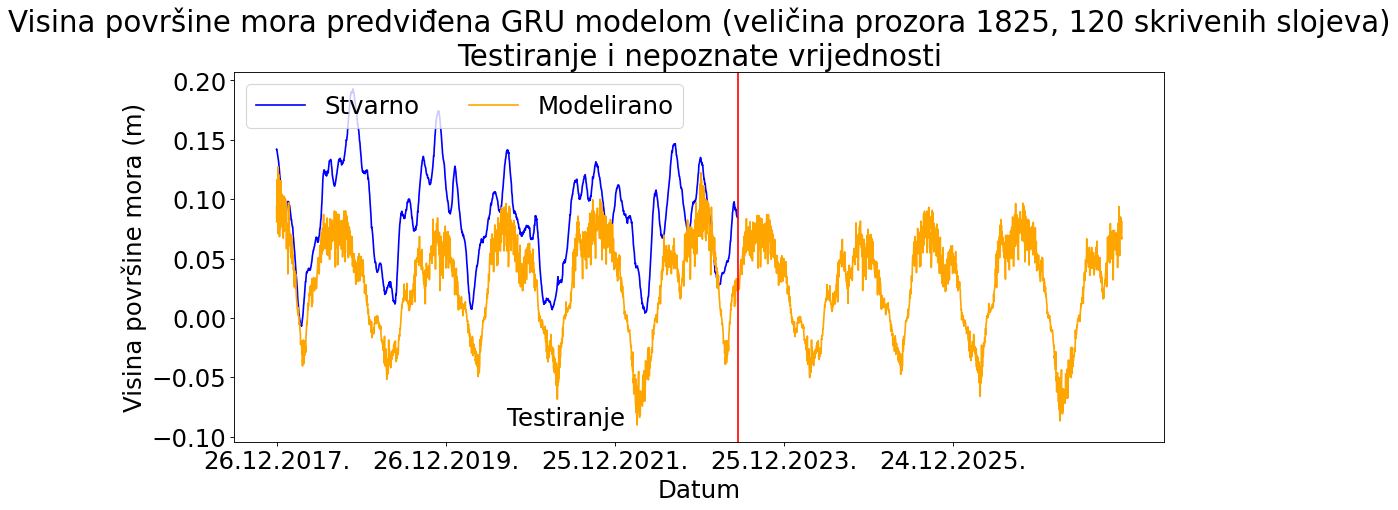 Visina površine mora predviđena GRU modelom (veličina prozora 1825, 120 skrivenih slojeva)
Testiranje i nepoznate vrijednosti
Stvarno Modelirano
Visina površine mora (m)
0.20
0.15
0.10
0.05
0.00
−0.05
−0.10
Testiranje
26.12.2017. 26.12.2019. 25.12.2021. 25.12.2023. 24.12.2025.
Datum